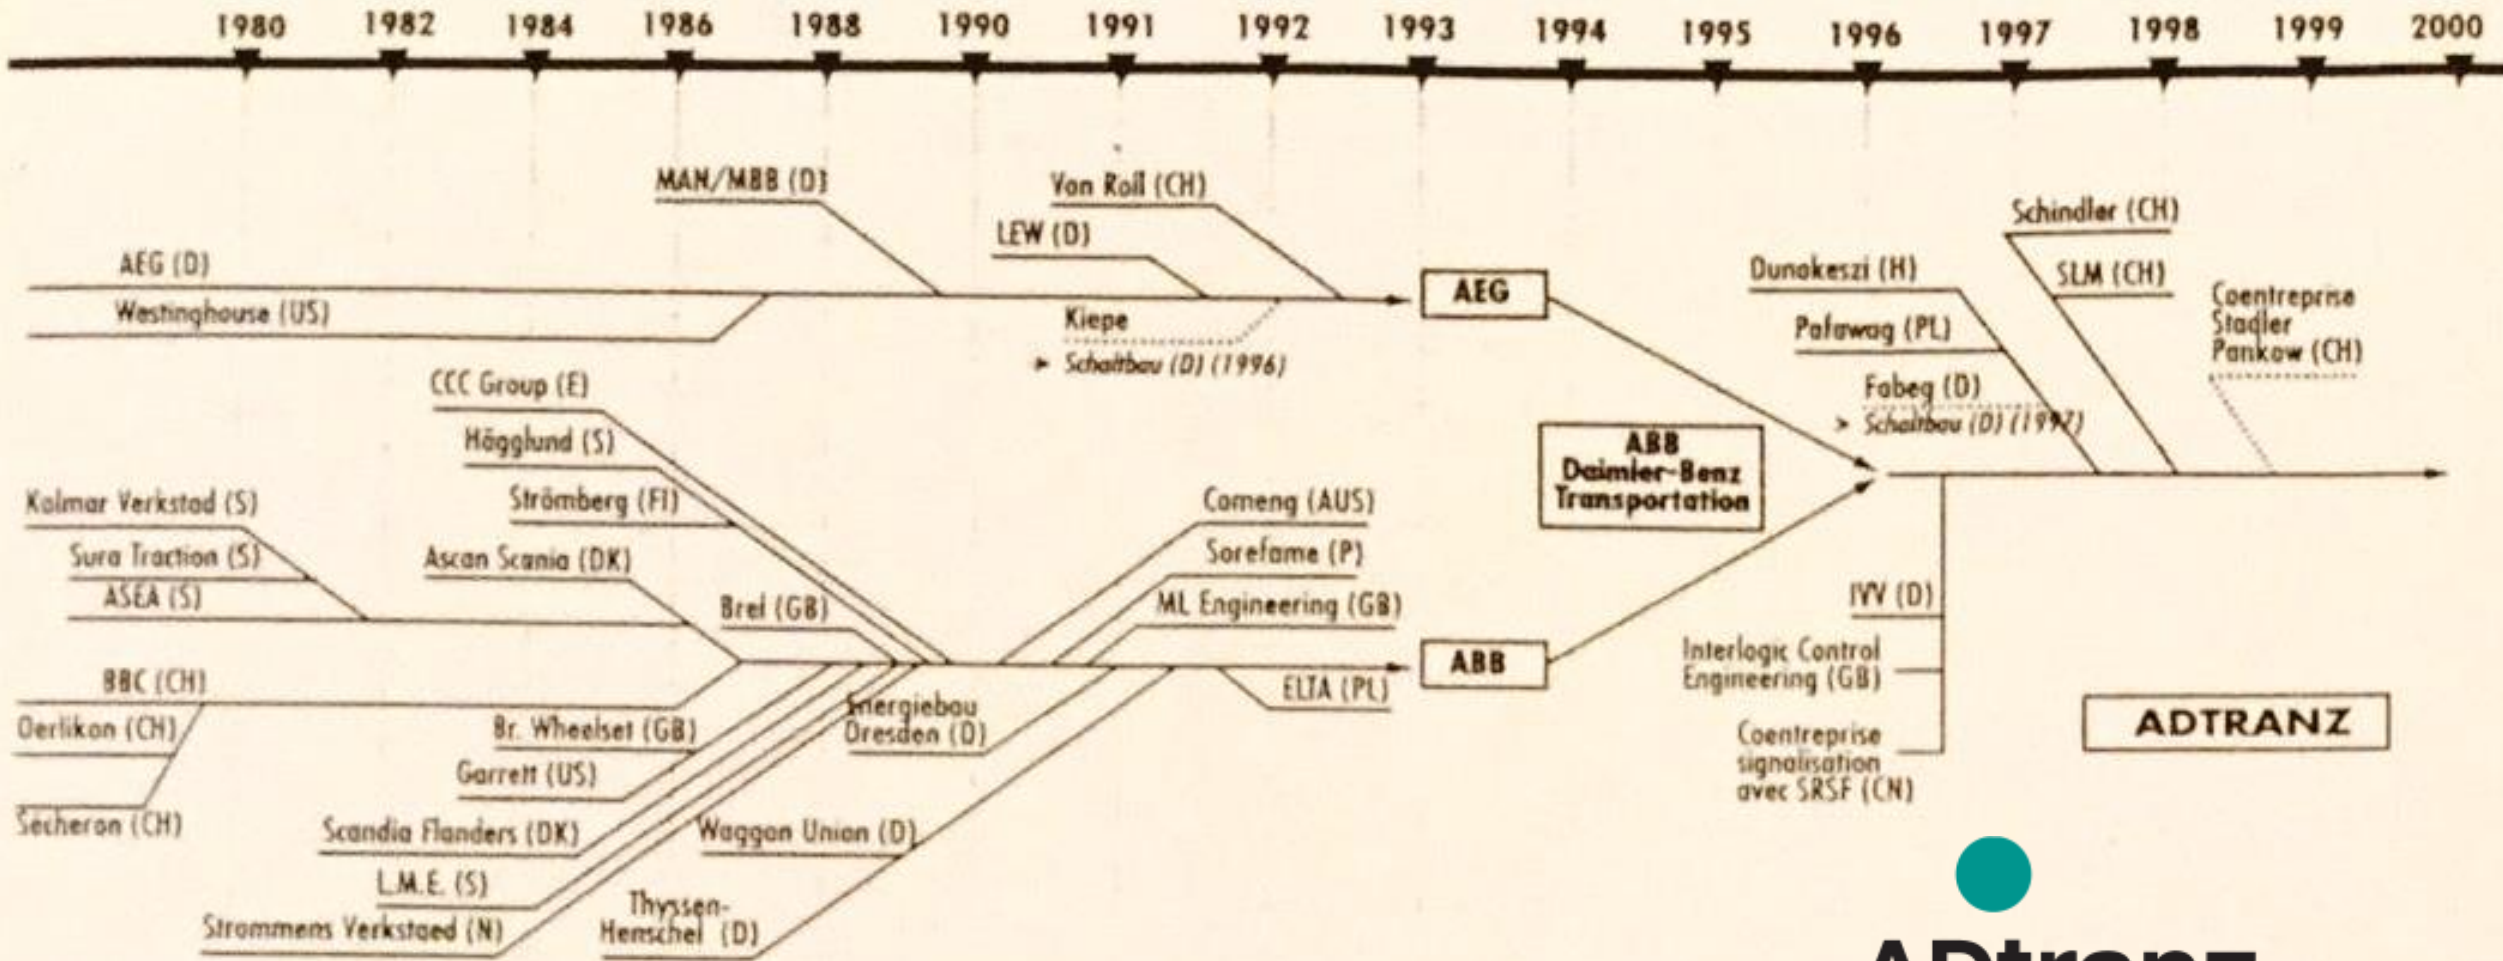 1980 1982 1984 1986 1988 1990 1991 1992 1993 1994 1995 1996 1997 1998 1999 2000
MAN/MBB (D)
Von Roll (CH)
LEW (D)
AEG (D)
Westinghouse (US)
Kiepe
➤ Schaltbau (D) (1996)
AEG
Schindler (CH)
Dunakeszi (H)
SLM (CH)
Pafawag (PL)
Coentreprise
Stadler
Pankow (CH)
Fabeg (D)
> Schaltbau (D) (1997)
CCC Group (E)
Hägglund (S)
Strömberg (FI)
Kalmar Verkstad (S)
Sura Traction (S)
ASEA (S)
Ascan Scania (DK)
Brel (GB)
ABB
Daimler-Benz
Transportation
Comeng (AUS)
Sorefame (P)
ML Engineering (GB)
ABB
ELTA (PL)
BBC (CH)
Oerlikon (CH)
Secheron (CH)
Br. Wheelset (GB)
Garrett (US)
Energiebau
Dresden (D)
Scandia Flanders (DK)
L.M.E. (S)
Strommens Verkstaed (N)
Waggon Union (D)
Thyssen-
Henschel (D)
IVV (D)
Interlogic Control
Engineering (GB)
Coentreprise
signalisation
avec SRSF (CN)
ADTRANZ
ADtranz